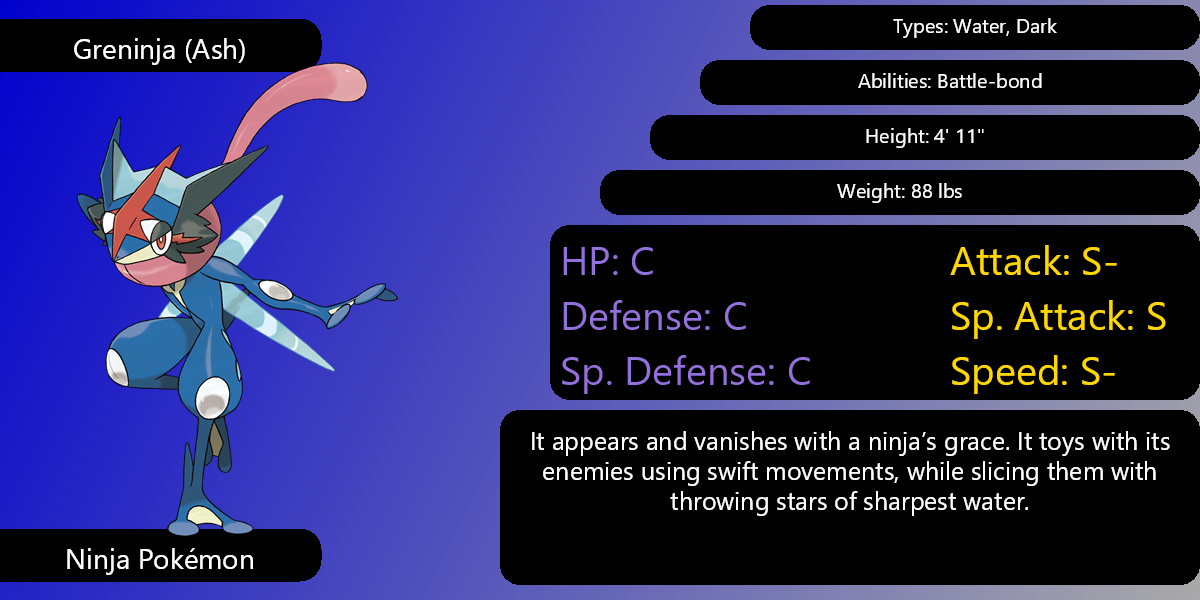 Greninja (Ash)
Types: Water, Dark
Abilities: Battle-bond
Height: 4' 11"
Weight: 88 lbs
HP: C
Attack: S-
Defense: C
Sp. Attack: S
Sp. Defense: C
Speed: S-
It appears and vanishes with a ninja’s grace. It toys with its
enemies using swift movements, while slicing them with
throwing stars of sharpest water.
Ninja Pokémon